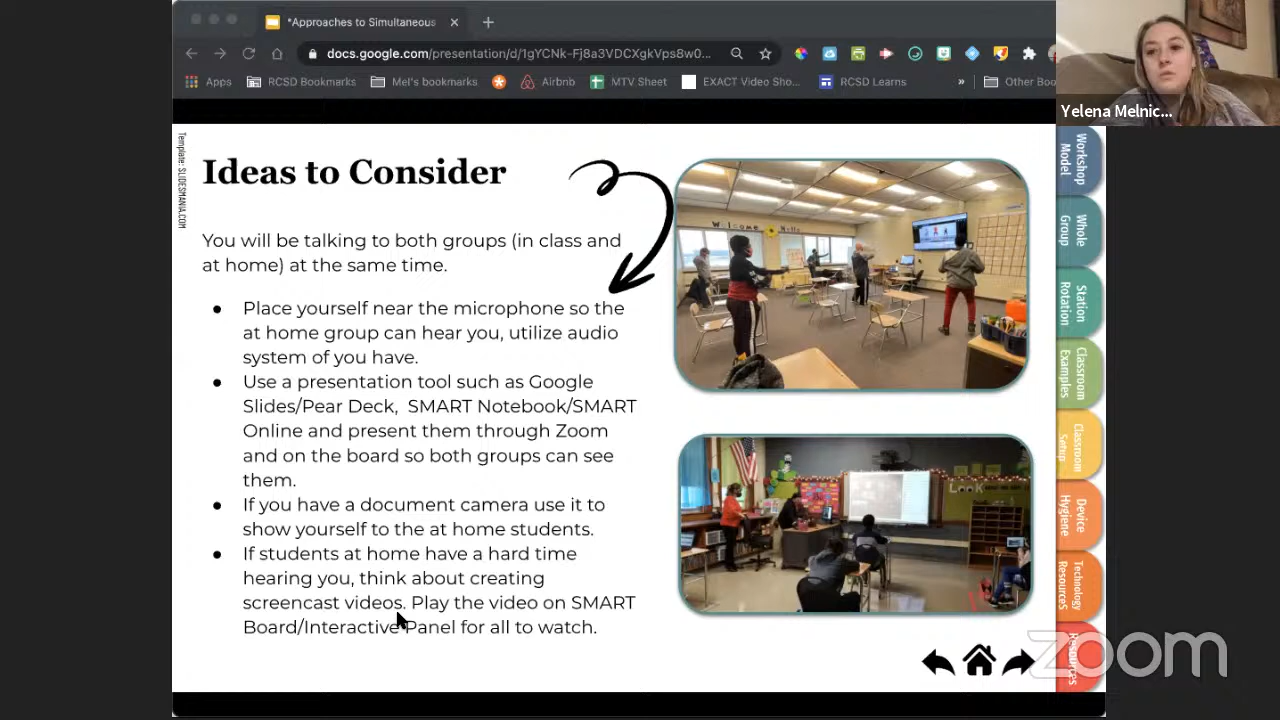 *Approaches to Simultaneous
docs.google.com/presentation/d/1gYCNk-Fj8a3VDCXgkVps8w0...
Apps
RCSD Bookmarks
Mel's bookmarks
Airbnb
MTV Sheet
EXACT Video Sho...
RCSD Learns
»
Other Boo
Yelena Melnic...
Template: SLIDESMANIA.COM
Ideas to Consider
You will be talking to both groups (in class and
at home) at the same time.
● Place yourself near the microphone so the
at home group can hear you, utilize audio
system of you have.
● Use a presentation tool such as Google
Slides/Pear Deck, SMART Notebook/SMART
Online and present them through Zoom
and on the board so both groups can see
them.
● If you have a document camera use it to
show yourself to the at home students.
● If students at home have a hard time
hearing you, think about creating
screencast videos. Play the video on SMART
Board/Interactive Panel for all to watch.
Welcome Hello
Look
Workshop
Model
Whole
Group
Station
Rotation
Classroom
Examples
Classroom
Setup
Device
Hygiene
Technology
Resources
Resources
zoom